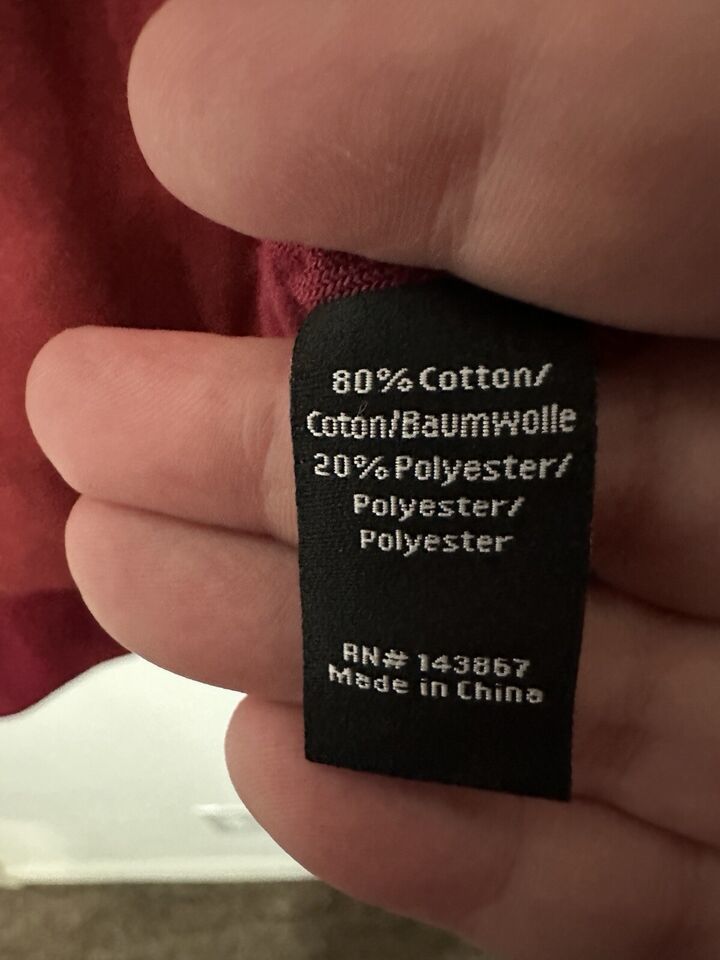 80% Cotton/
Coton/Baumwolle
20% Polyester/
Polyester/
Polyester
RN# 143867
Made in China